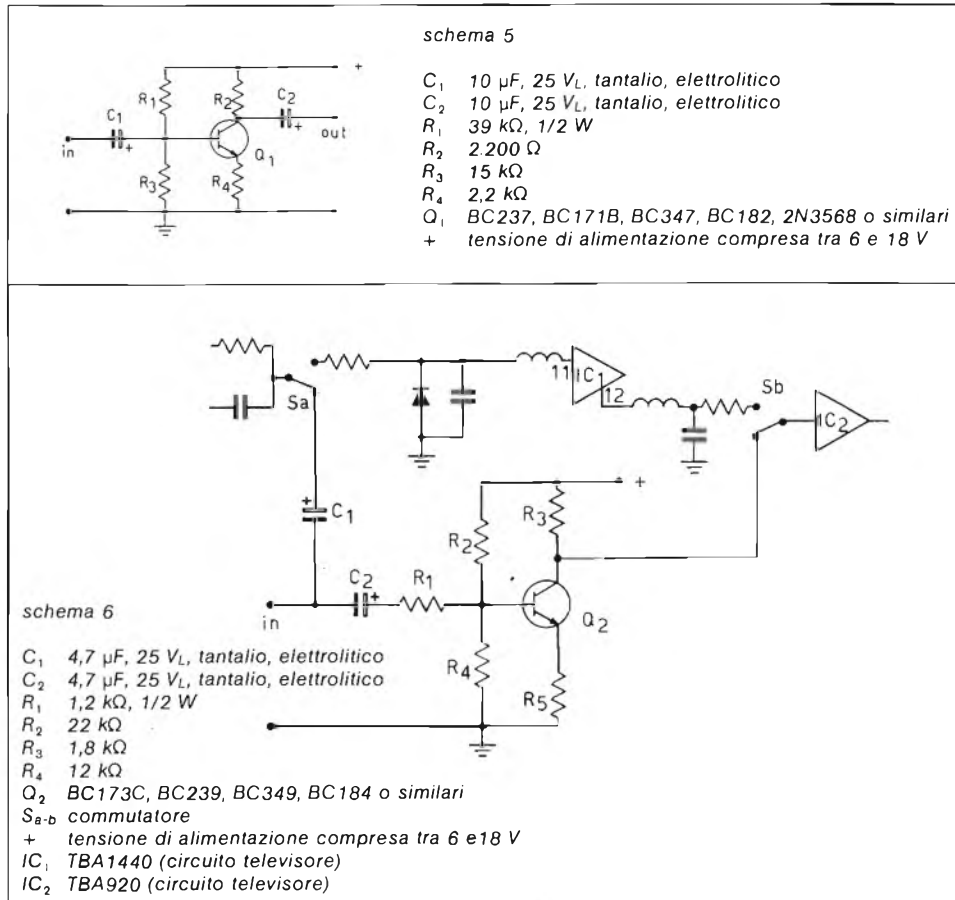 schema 5
C₁ 10 µF, 25 V_L, tantalio, elettrolitico
C₂ 10 µF, 25 V_L, tantalio, elettrolitico
R₁ 39 kΩ, 1/2 W
R₂ 2.200 Ω
R₃ 15 kΩ
R₄ 2,2 kΩ
Q₁ BC237, BC171B, BC347, BC182, 2N3568 o similari
+ tensione di alimentazione compresa tra 6 e 18 V
+
R₁
R₂
C₂
C₁
+
+
out
in
Q₁
R₃
R₄
Sa
11
IC₁
12
Sb
IC₂
+
+
C₁
R₃
R₂
C₂
+
R₁
in
Q₂
R₄
R₅
schema 6
C₁ 4,7 µF, 25 V_L, tantalio, elettrolitico
C₂ 4,7 µF, 25 V_L, tantalio, elettrolitico
R₁ 1,2 kΩ, 1/2 W
R₂ 22 kΩ
R₃ 1,8 kΩ
R₄ 12 kΩ
Q₂ BC173C, BC239, BC349, BC184 o similari
Sa-b commutatore
+ tensione di alimentazione compresa tra 6 e18 V
IC₁ TBA1440 (circuito televisore)
IC₂ TBA920 (circuito televisore)